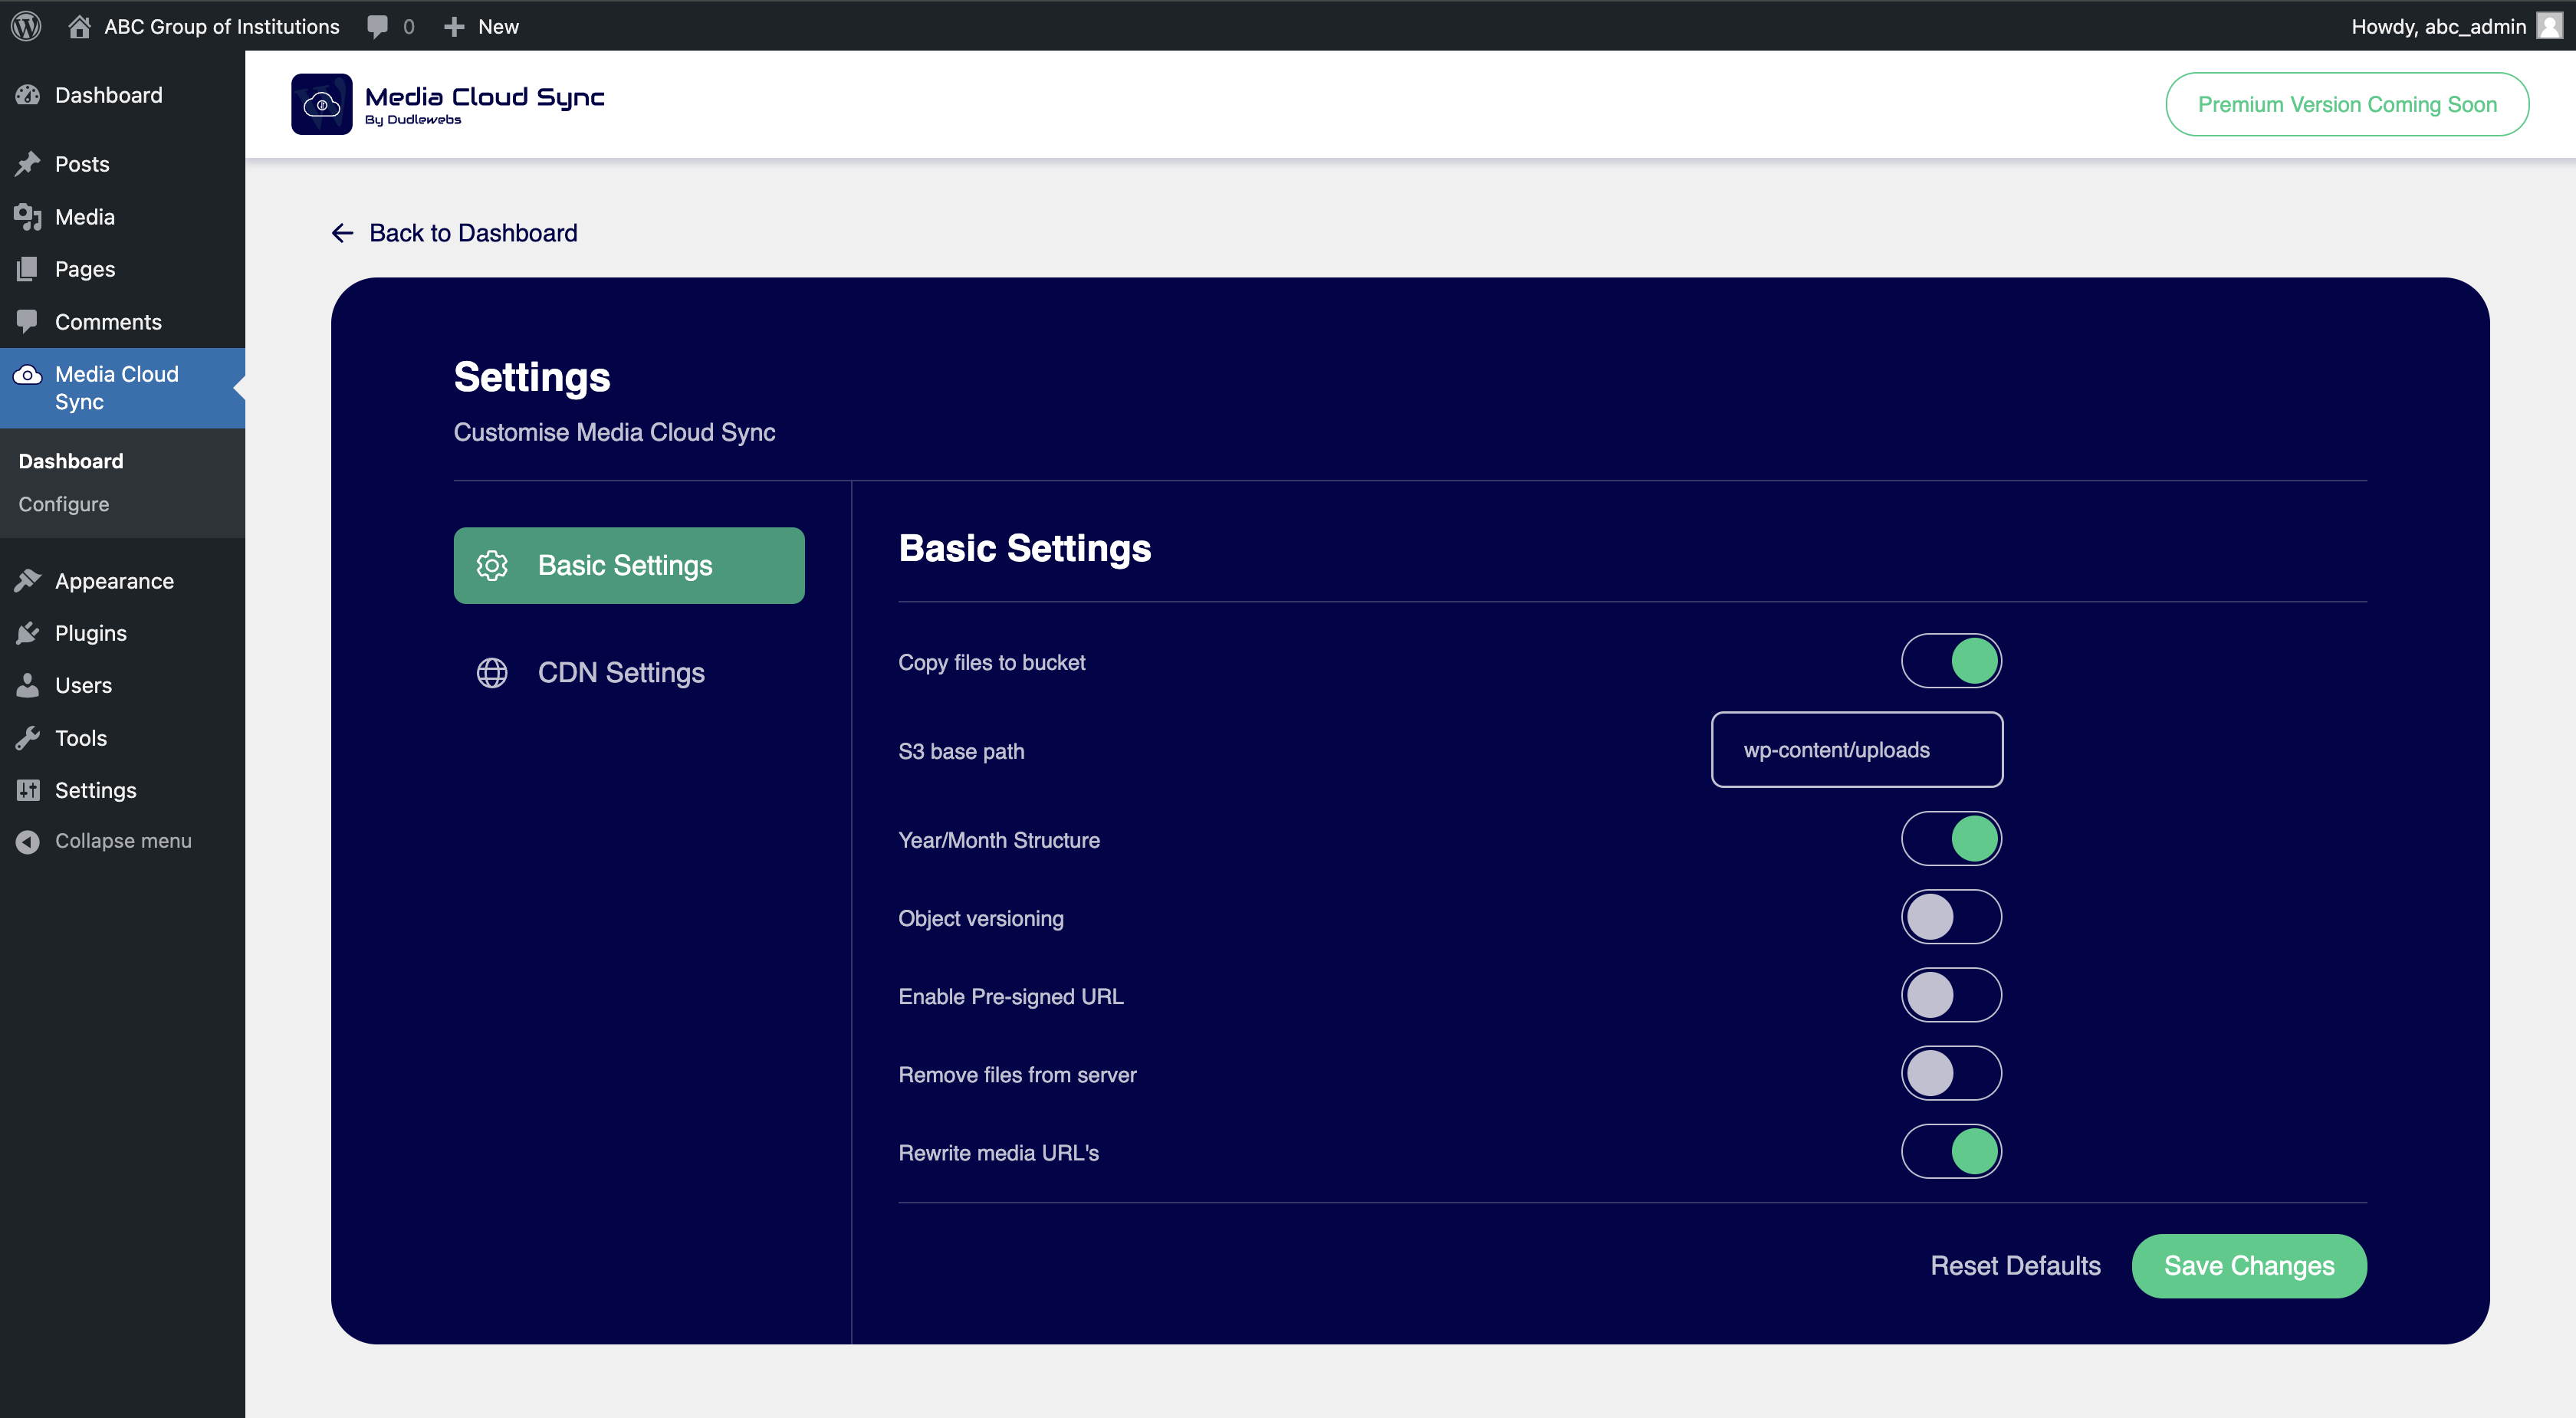 ABC Group of Institutions
0
New
Howdy, abc_admin
Dashboard
Posts
Media
Pages
Comments
Media Cloud
Sync
Dashboard
Configure
Appearance
Plugins
Users
Tools
Settings
Collapse menu
Media Cloud Sync
By Dudlewebs
Premium Version Coming Soon
Back to Dashboard
Settings
Customise Media Cloud Sync
Basic Settings
CDN Settings
Basic Settings
Copy files to bucket
S3 base path
wp-content/uploads
Year/Month Structure
Object versioning
Enable Pre-signed URL
Remove files from server
Rewrite media URL's
Reset Defaults
Save Changes